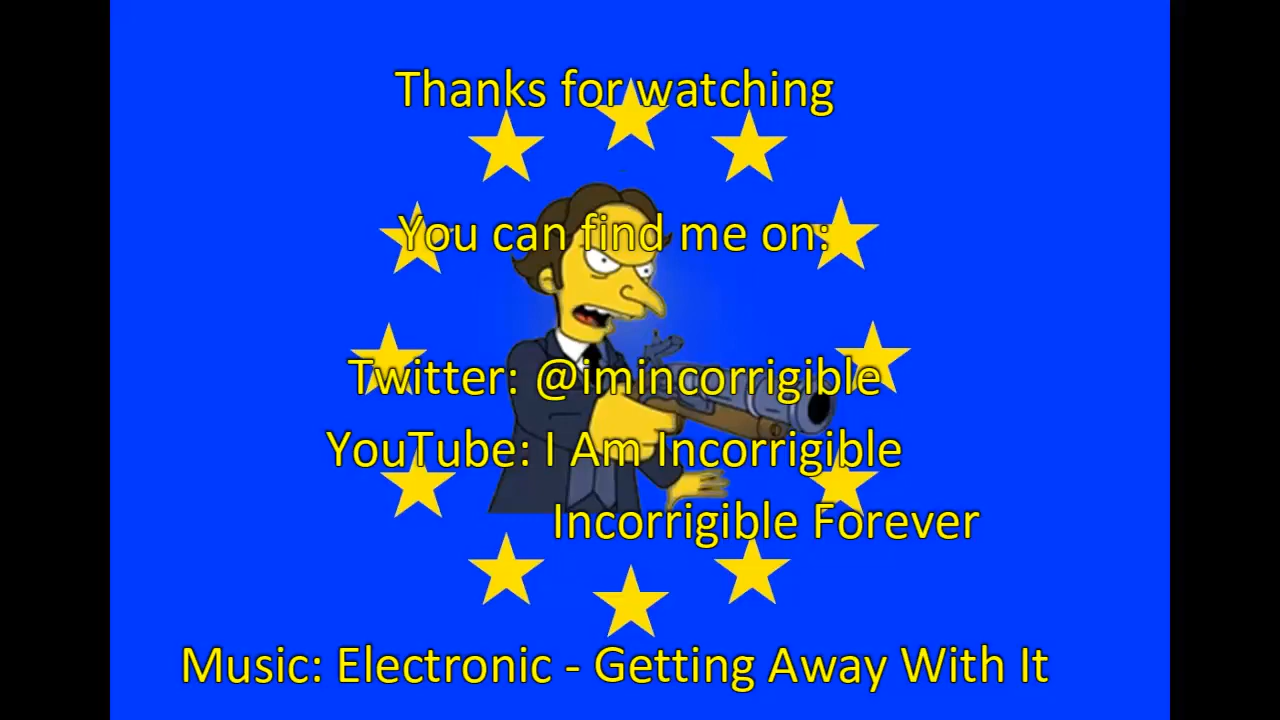 Thanks for watching
You can find me on:
Twitter: @imincorrigible
YouTube: I Am Incorrigible
Incorrigible Forever
Music: Electronic - Getting Away With It